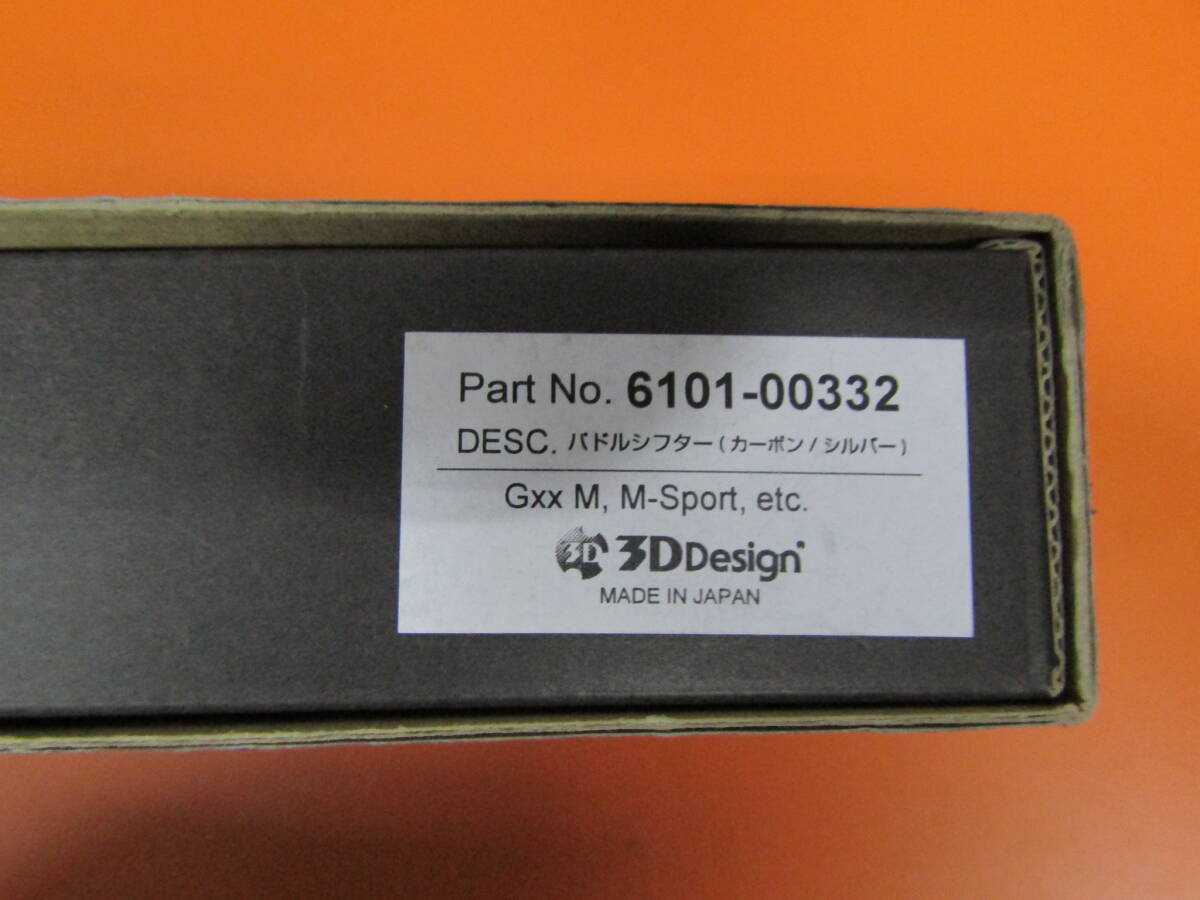 Part No. 6101-00332
DESC. パドルシフター(カーボン/シルバー)
Gxx M, M-Sport, etc.
3D 3DDesign
MADE IN JAPAN